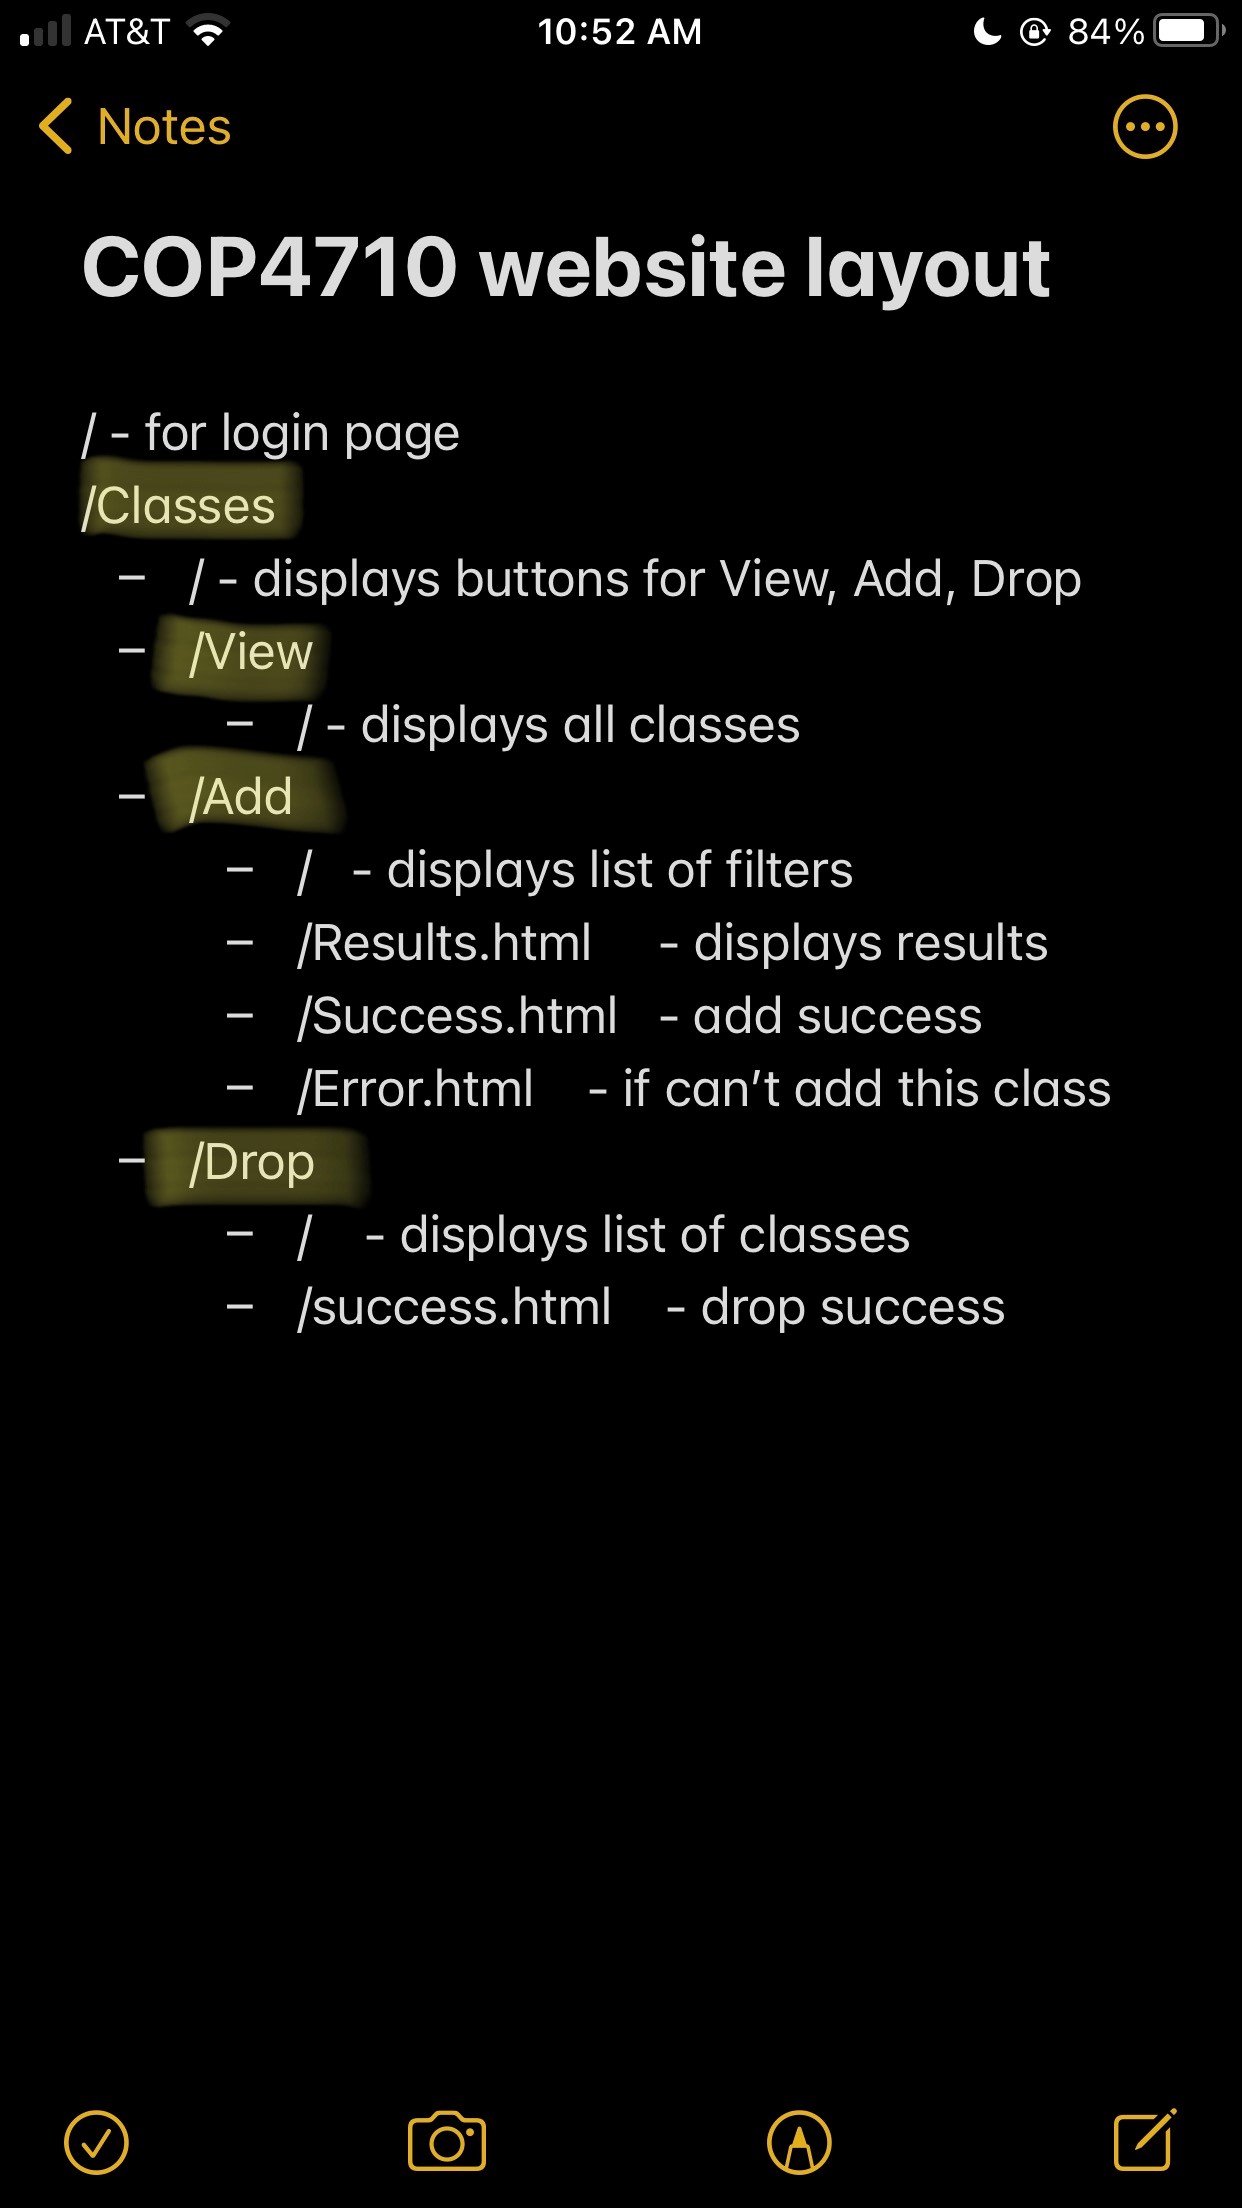 AT&T 10:52 AM 84%
Notes
COP4710 website layout
/ - for login page
/Classes
– / - displays buttons for View, Add, Drop
– /View
– / - displays all classes
– /Add
– / - displays list of filters
– /Results.html - displays results
– /Success.html - add success
– /Error.html - if can’t add this class
– /Drop
– / - displays list of classes
– /success.html - drop success